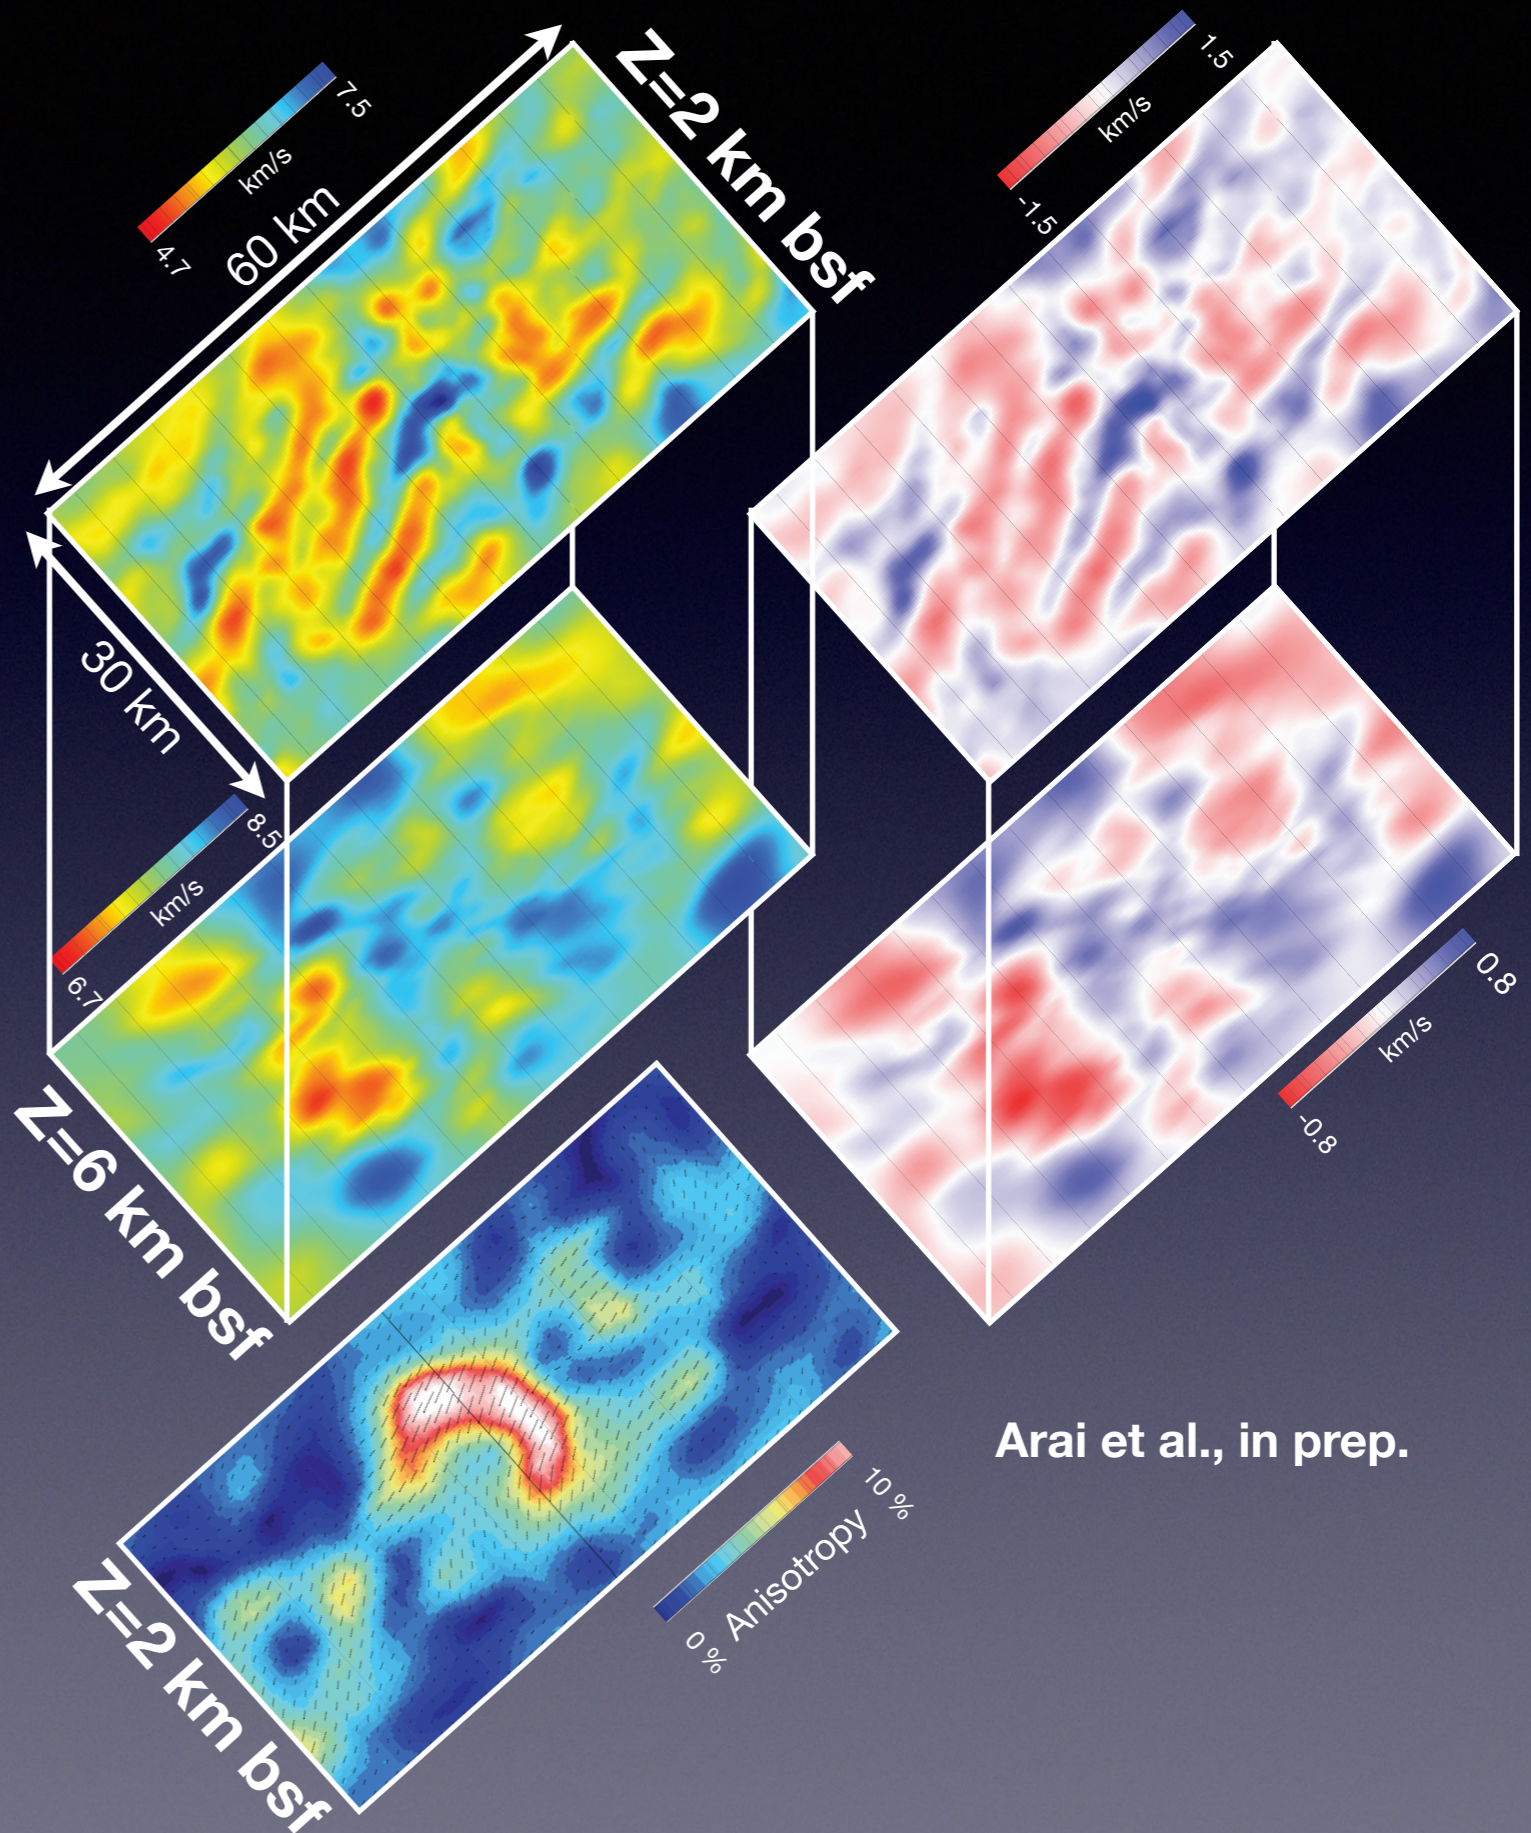 Z=2 km bsf
7.5
km/s
4.7
60 km
30 km
1.5
km/s
-1.5
8.5
km/s
6.7
Z=6 km bsf
0.8
km/s
-0.8
Z=2 km bsf
10 %
Anisotropy
0 %
Arai et al., in prep.